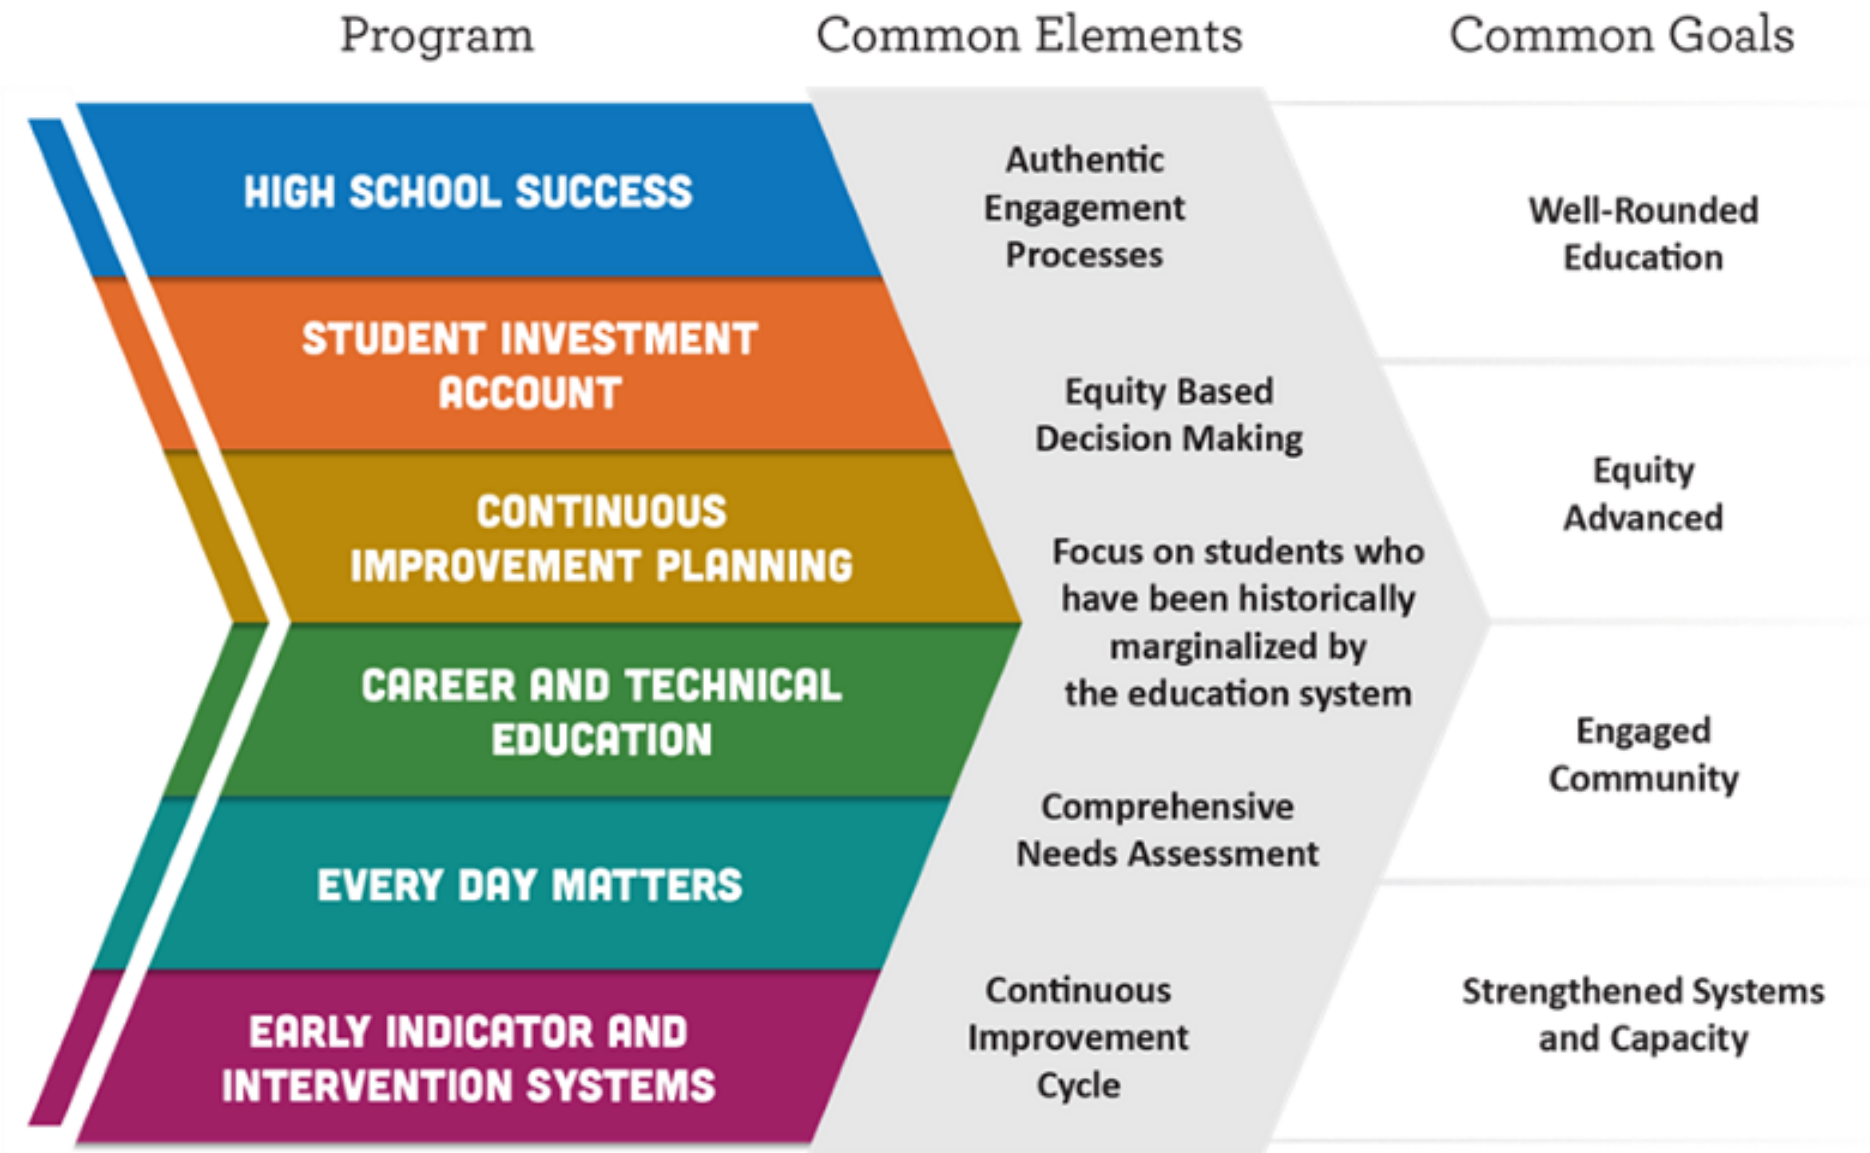 Program
Common Elements
Common Goals
HIGH SCHOOL SUCCESS
STUDENT INVESTMENT
ACCOUNT
CONTINUOUS
IMPROVEMENT PLANNING
CAREER AND TECHNICAL
EDUCATION
EVERY DAY MATTERS
EARLY INDICATOR AND
INTERVENTION SYSTEMS
Authentic
Engagement
Processes
Equity Based
Decision Making
Focus on students who
have been historically
marginalized by
the education system
Comprehensive
Needs Assessment
Continuous
Improvement
Cycle
Well-Rounded
Education
Equity
Advanced
Engaged
Community
Strengthened Systems
and Capacity